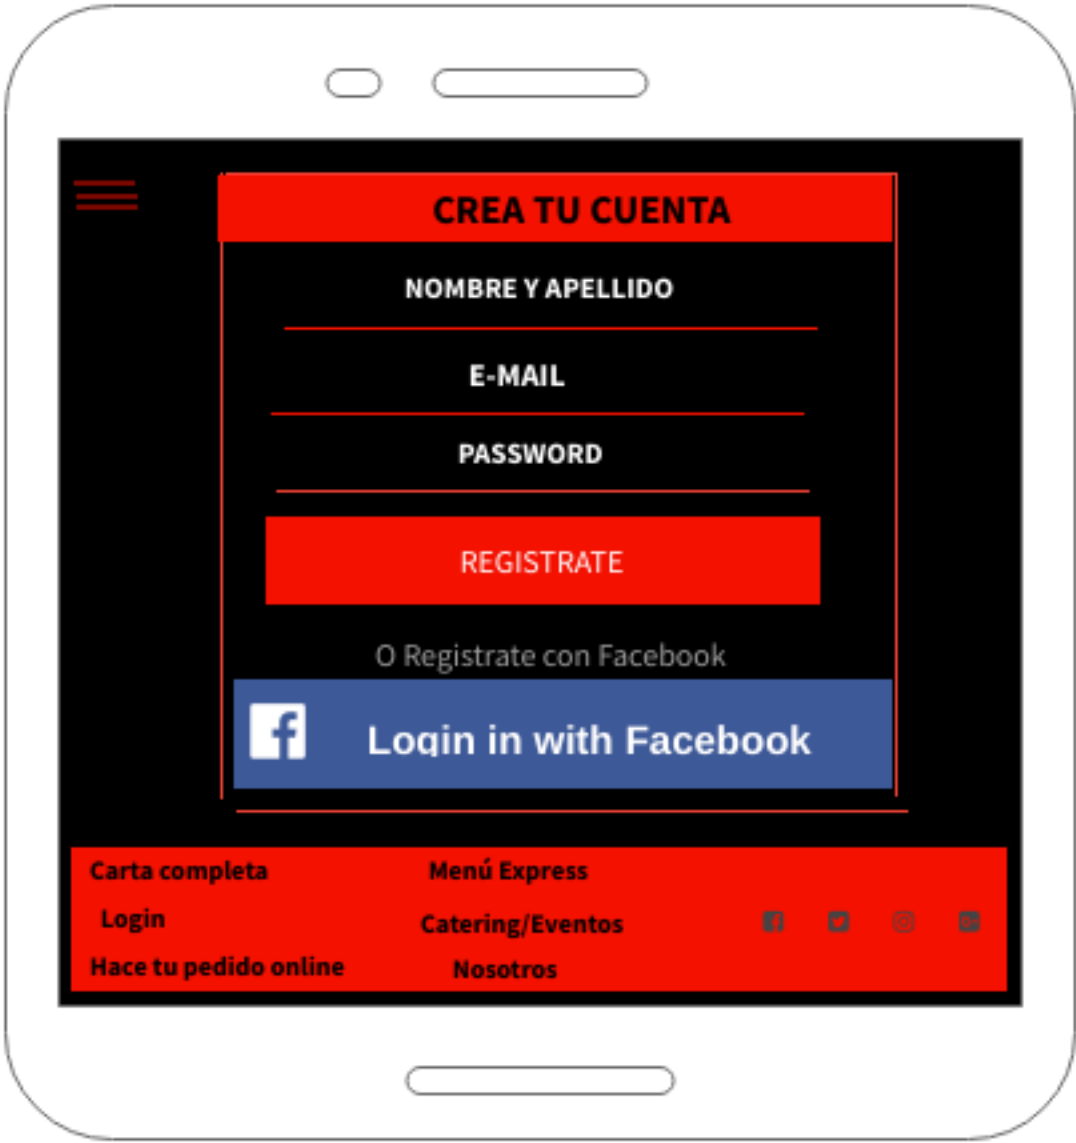 CREA TU CUENTA
NOMBRE Y APELLIDO
E-MAIL
PASSWORD
REGISTRATE
O Registrate con Facebook
Login in with Facebook
Carta completa
Menú Express
Login
Catering/Eventos
Hace tu pedido online
Nosotros